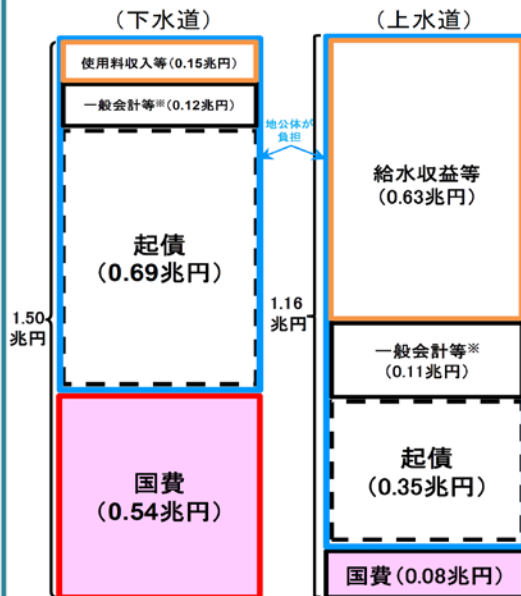 (下水道)
使用料収入等(0.15兆円)
一般会計等※(0.12兆円)
起債
(0.69兆円)
1.50
兆円
国費
(0.54兆円)
地公体が
負担
(上水道)
給水収益等
(0.63兆円)
1.16
兆円
一般会計等※
(0.11兆円)
起債
(0.35兆円)
国費(0.08兆円)